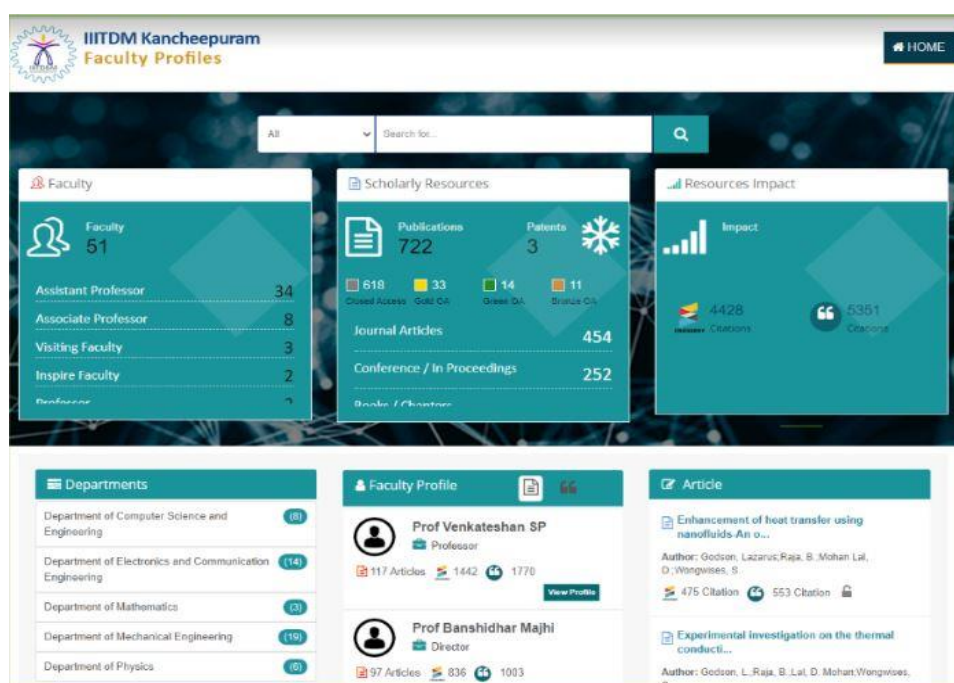 IIITDM Kancheepuram
Faculty Profiles
HOME
All
Search for...
Faculty
Faculty
51
Assistant Professor 34
Associate Professor 8
Visiting Faculty 3
Inspire Faculty 2
Professor 2
Scholarly Resources
Publications
722
Patents
3
618 33 14 11
Closed Access Gold OA Green OA Bronze OA
Journal Articles 454
Conference / In Proceedings 252
Books / Chapters
Resources Impact
Impact
4428
Citations
5351
Citations
Departments
Department of Computer Science and
Engineering
(8)
Department of Electronics and Communication
Engineering
(14)
Department of Mathematics (3)
Department of Mechanical Engineering (19)
Department of Physics (6)
Faculty Profile
Prof Venkateshan SP
Professor
117 Articles 1442 1770
View Profile
Prof Banshidhar Majhi
Director
97 Articles 836 1003
Article
Enhancement of heat transfer using
nanofluids-An o...
Author: Godson, Lazarus;Raja, B.;Mohan Lal,
D.;Wongwises, S.
475 Citation 553 Citation
Experimental investigation on the thermal
conducti...
Author: Godson, L.;Raja, B.;Lal, D. Mohan;Wongwises,